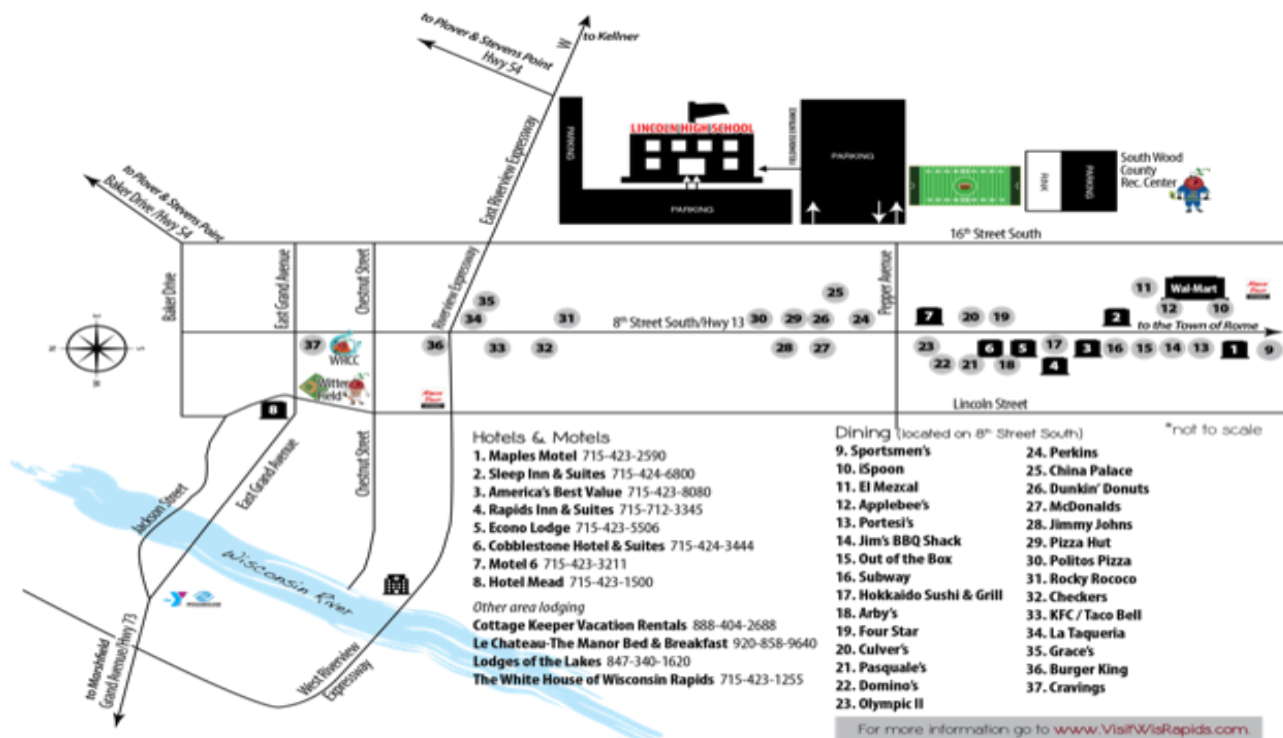 to Plover & Stevens Point
Hwy 54
W
to Kellner
East Riverview Expressway
PARKING
LINCOLN HIGH SCHOOL
PARKING
PARKING
RINK
PARKING
South Wood
County
Rec. Center
16th Street South
to Plover & Stevens Point
Baker Drive /Hwy 54
Baker Drive
East Grand Avenue
Chestnut Street
Riverview Expressway
Pepper Avenue
35
34
31
25
30
29
26
24
7
20
19
2
11
Wal-Mart
12
10
8th Street South/Hwy 13
to the Town of Rome
N
S
37
WRCC
36
33
32
28
27
23
22
21
6
5
18
17
4
3
16
15
14
13
1
9
Witter
Field*
8
Lincoln Street
Jackson Street
East Grand Avenue
Chestnut Street
Wisconsin River
West Riverview
Expressway
to Marshfield
Grand Avenue/Hwy 73
Hotels & Motels
1. Maples Motel 715-423-2590
2. Sleep Inn & Suites 715-424-6800
3. America's Best Value 715-423-8080
4. Rapids Inn & Suites 715-712-3345
5. Econo Lodge 715-423-5506
6. Cobblestone Hotel & Suites 715-424-3444
7. Motel 6 715-423-3211
8. Hotel Mead 715-423-1500
Other area lodging
Cottage Keeper Vacation Rentals 888-404-2688
Le Chateau-The Manor Bed & Breakfast 920-858-9640
Lodges of the Lakes 847-340-1620
The White House of Wisconsin Rapids 715-423-1255
Dining (located on 8th Street South)
*not to scale
9. Sportsmen's
10. iSpoon
11. El Mezcal
12. Applebee's
13. Portesi's
14. Jim's BBQ Shack
15. Out of the Box
16. Subway
17. Hokkaido Sushi & Grill
18. Arby's
19. Four Star
20. Culver's
21. Pasquale's
22. Domino's
23. Olympic II
24. Perkins
25. China Palace
26. Dunkin' Donuts
27. McDonalds
28. Jimmy Johns
29. Pizza Hut
30. Politos Pizza
31. Rocky Rococo
32. Checkers
33. KFC / Taco Bell
34. La Taqueria
35. Grace's
36. Burger King
37. Cravings
For more information go to www.VisitWisRapids.com.